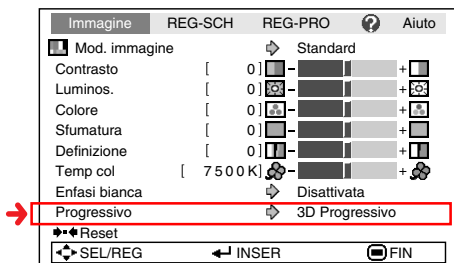 Immagine REG-SCH REG-PRO ? Aiuto
Mod. immagine Standard
Contrasto [ 0] - +
Luminos. [ 0] - +
Colore [ 0] - +
Sfumatura [ 0] - +
Definizione [ 0] - +
Temp col [ 7500K] - +
Enfasi bianca Disattivata
Progressivo 3D Progressivo
Reset
SEL/REG INSER FIN